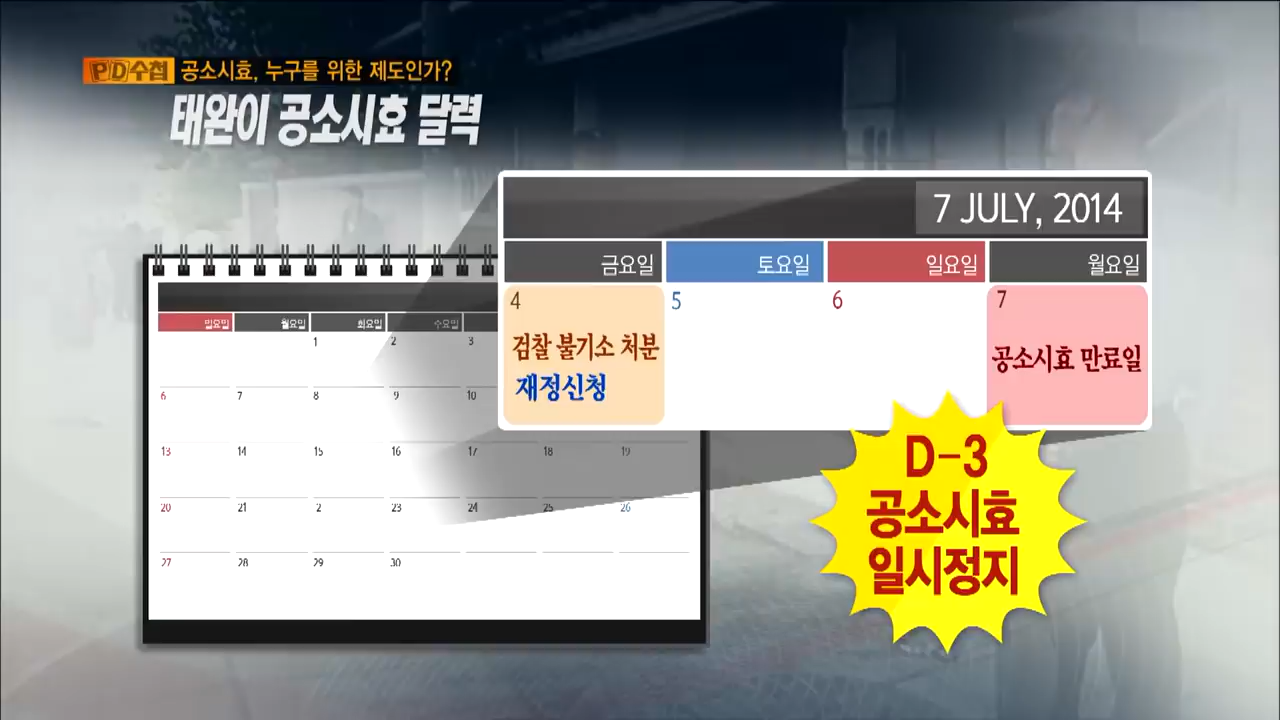 PD수첩 공소시효, 누구를 위한 제도인가?
태완이 공소시효 달력
7 JULY, 2014
금요일 토요일 일요일 월요일
4 5 6 7
검찰 불기소 처분
재정신청
공소시효 만료일
일요일 월요일 화요일 수요일
1 2 3
6 7 8 9 10
13 14 15 16 17 18 19
20 21 2 23 24 25 26
27 28 29 30
D-3
공소시효
일시정지